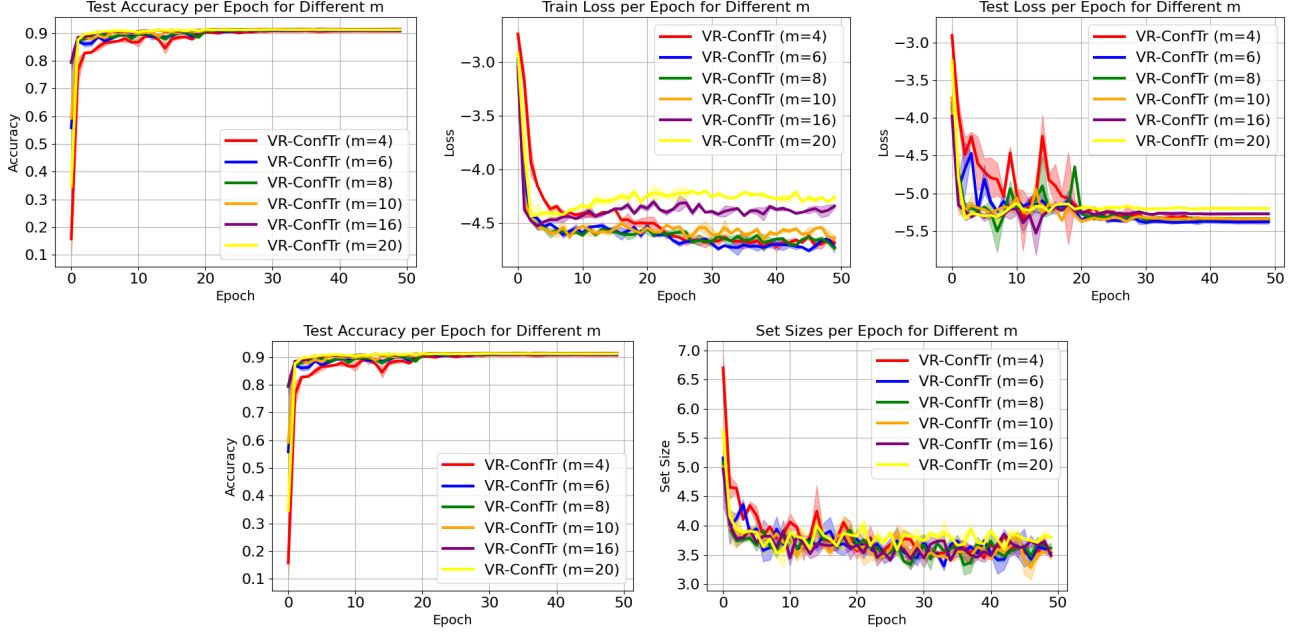 Test Accuracy per Epoch for Different m
Accuracy
0.9
0.8
0.7
0.6
0.5
0.4
0.3
0.2
0.1
VR-ConfTr (m=4)
VR-ConfTr (m=6)
VR-ConfTr (m=8)
VR-ConfTr (m=10)
VR-ConfTr (m=16)
VR-ConfTr (m=20)
0 10 20 30 40 50
Epoch
Train Loss per Epoch for Different m
Loss
−3.0
−3.5
−4.0
−4.5
VR-ConfTr (m=4)
VR-ConfTr (m=6)
VR-ConfTr (m=8)
VR-ConfTr (m=10)
VR-ConfTr (m=16)
VR-ConfTr (m=20)
0 10 20 30 40 50
Epoch
Test Loss per Epoch for Different m
Loss
−3.0
−3.5
−4.0
−4.5
−5.0
−5.5
VR-ConfTr (m=4)
VR-ConfTr (m=6)
VR-ConfTr (m=8)
VR-ConfTr (m=10)
VR-ConfTr (m=16)
VR-ConfTr (m=20)
0 10 20 30 40 50
Epoch
Test Accuracy per Epoch for Different m
Accuracy
0.9
0.8
0.7
0.6
0.5
0.4
0.3
0.2
0.1
VR-ConfTr (m=4)
VR-ConfTr (m=6)
VR-ConfTr (m=8)
VR-ConfTr (m=10)
VR-ConfTr (m=16)
VR-ConfTr (m=20)
0 10 20 30 40 50
Epoch
Set Sizes per Epoch for Different m
Set Size
7.0
6.5
6.0
5.5
5.0
4.5
4.0
3.5
3.0
VR-ConfTr (m=4)
VR-ConfTr (m=6)
VR-ConfTr (m=8)
VR-ConfTr (m=10)
VR-ConfTr (m=16)
VR-ConfTr (m=20)
0 10 20 30 40 50
Epoch